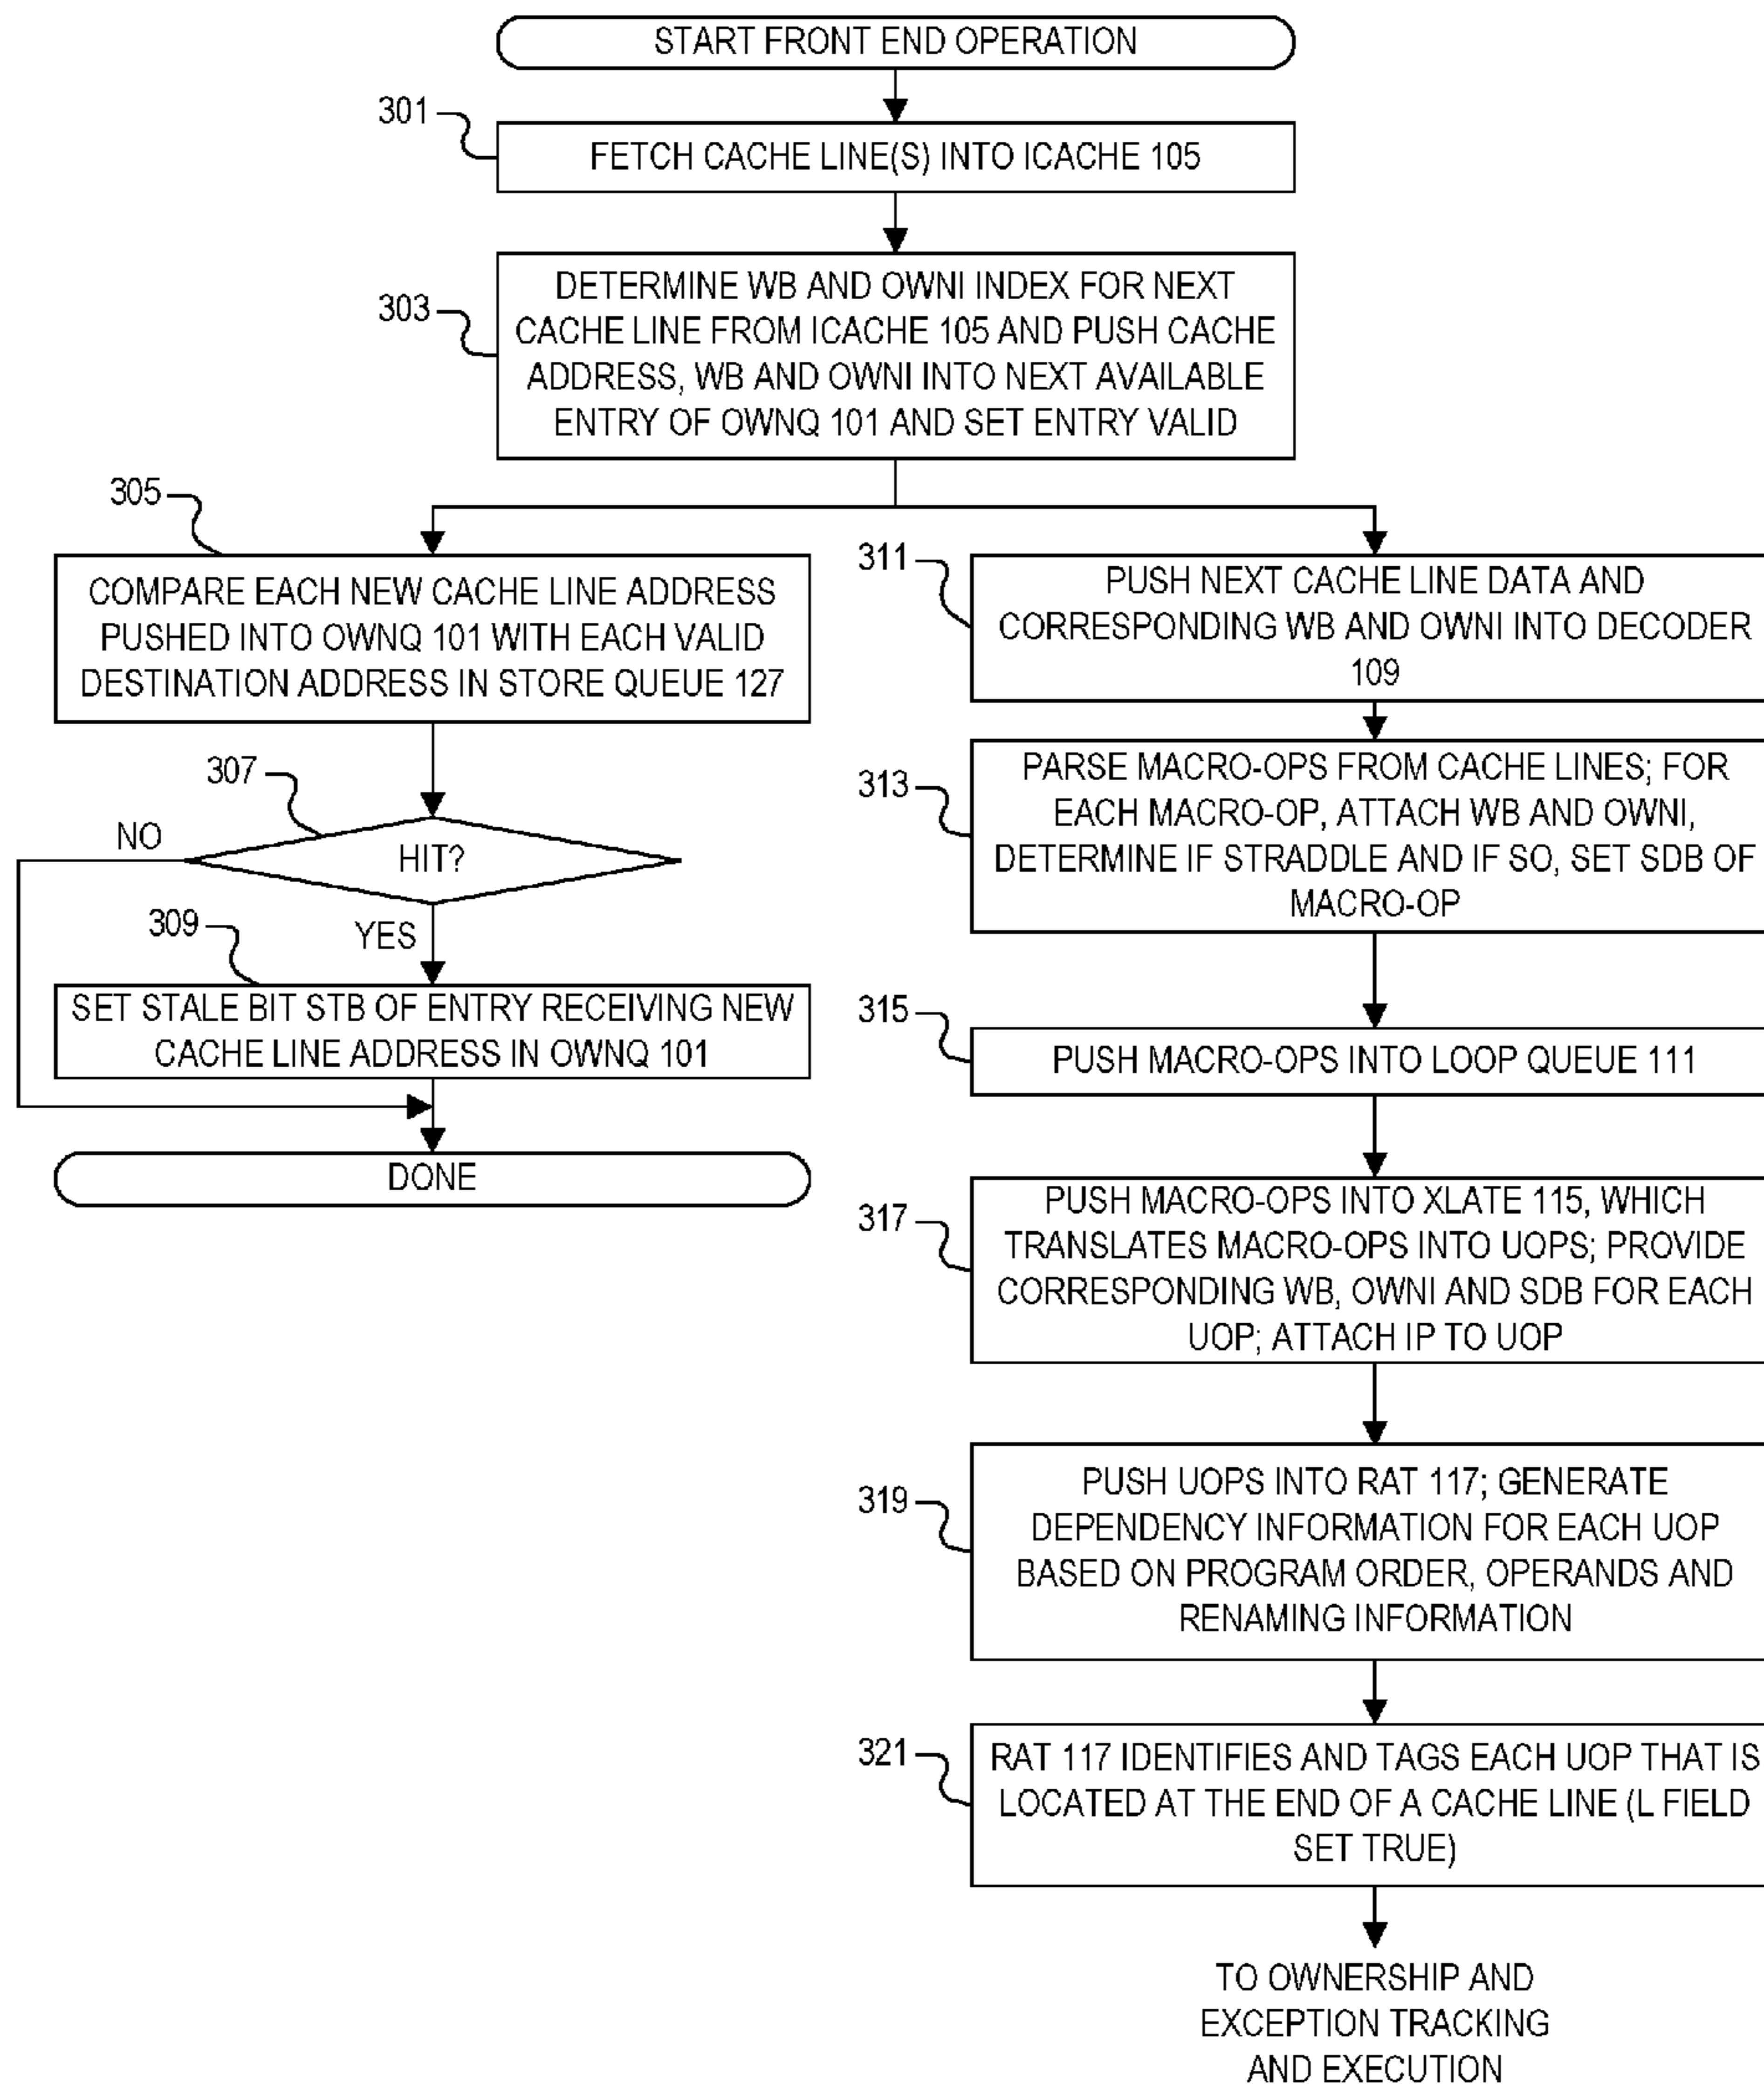 START FRONT END OPERATION
301
FETCH CACHE LINE(S) INTO ICACHE 105
303
DETERMINE WB AND OWNI INDEX FOR NEXT
CACHE LINE FROM ICACHE 105 AND PUSH CACHE
ADDRESS, WB AND OWNI INTO NEXT AVAILABLE
ENTRY OF OWNQ 101 AND SET ENTRY VALID
305
COMPARE EACH NEW CACHE LINE ADDRESS
PUSHED INTO OWNQ 101 WITH EACH VALID
DESTINATION ADDRESS IN STORE QUEUE 127
307
HIT?
NO
YES
309
SET STALE BIT STB OF ENTRY RECEIVING NEW
CACHE LINE ADDRESS IN OWNQ 101
DONE
311
PUSH NEXT CACHE LINE DATA AND
CORRESPONDING WB AND OWNI INTO DECODER
109
313
PARSE MACRO-OPS FROM CACHE LINES; FOR
EACH MACRO-OP, ATTACH WB AND OWNI,
DETERMINE IF STRADDLE AND IF SO, SET SDB OF
MACRO-OP
315
PUSH MACRO-OPS INTO LOOP QUEUE 111
317
PUSH MACRO-OPS INTO XLATE 115, WHICH
TRANSLATES MACRO-OPS INTO UOPS; PROVIDE
CORRESPONDING WB, OWNI AND SDB FOR EACH
UOP; ATTACH IP TO UOP
319
PUSH UOPS INTO RAT 117; GENERATE
DEPENDENCY INFORMATION FOR EACH UOP
BASED ON PROGRAM ORDER, OPERANDS AND
RENAMING INFORMATION
321
RAT 117 IDENTIFIES AND TAGS EACH UOP THAT IS
LOCATED AT THE END OF A CACHE LINE (L FIELD
SET TRUE)
TO OWNERSHIP AND
EXCEPTION TRACKING
AND EXECUTION